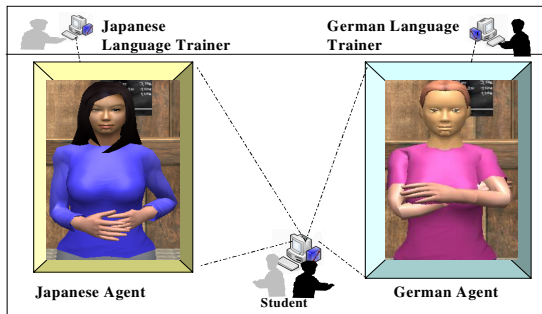 Japanese
Language Trainer
German Language
Trainer
Japanese Agent
Student
German Agent